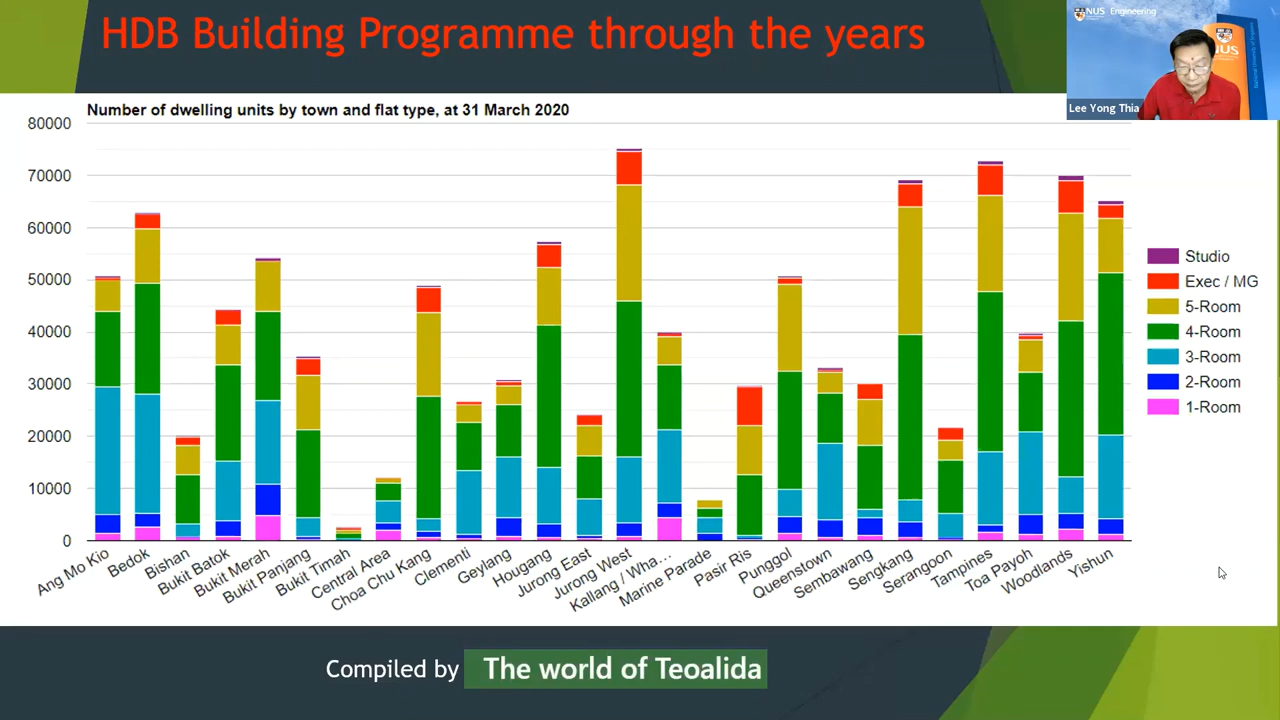 HDB Building Programme through the years
NUS Engineering
NUS
Lee Yong Thia
Number of dwelling units by town and flat type, at 31 March 2020
80000
70000
60000
50000
40000
30000
20000
10000
0
Ang Mo Kio
Bedok
Bishan
Bukit Batok
Bukit Merah
Bukit Panjang
Bukit Timah
Central Area
Choa Chu Kang
Clementi
Geylang
Hougang
Jurong East
Jurong West
Kallang / Wha…
Marine Parade
Pasir Ris
Punggol
Queenstown
Sembawang
Sengkang
Serangoon
Tampines
Toa Payoh
Woodlands
Yishun
Studio
Exec / MG
5-Room
4-Room
3-Room
2-Room
1-Room
Compiled by The world of Teoalida